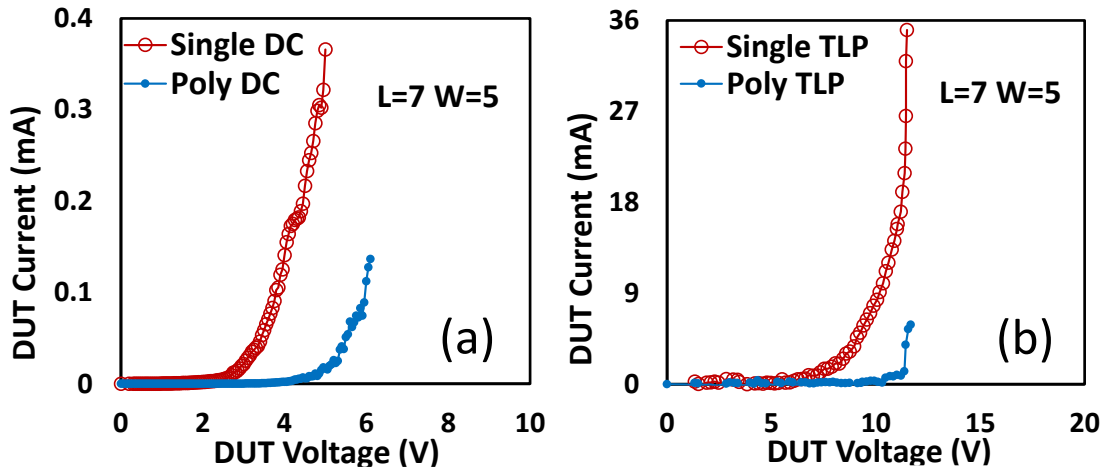 0.4
0.3
0.2
0.1
0
DUT Current (mA)
Single DC
Poly DC
L=7 W=5
(a)
0 2 4 6 8 10
DUT Voltage (V)
36
27
18
9
0
DUT Current (mA)
Single TLP
Poly TLP
L=7 W=5
(b)
0 5 10 15 20
DUT Voltage (V)